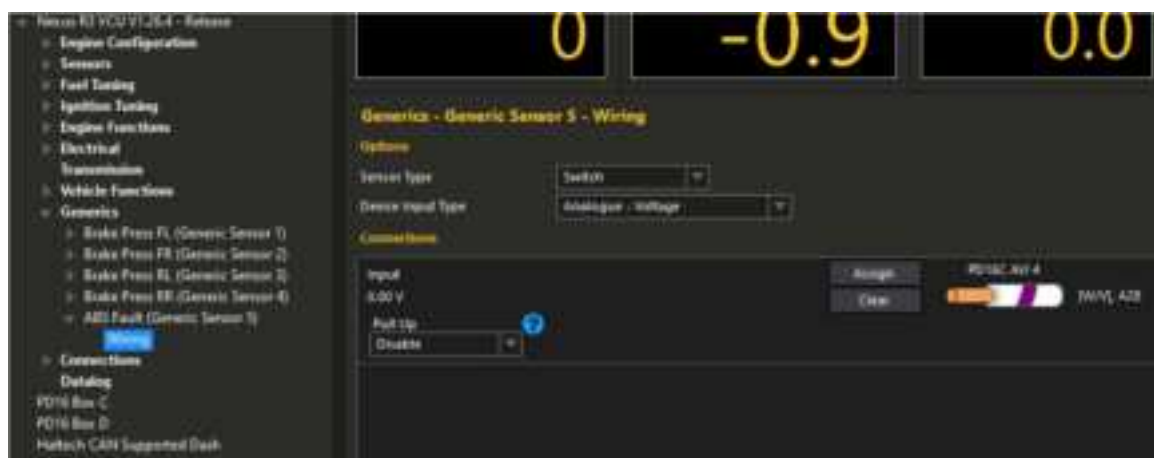 Nexus R3 VCU V1.26.4 - Release
Engine Configuration
Sensors
Fuel Tuning
Ignition Tuning
Engine Functions
Electrical
Transmission
Vehicle Functions
Generics
Brake Press FL (Generic Sensor 1)
Brake Press FR (Generic Sensor 2)
Brake Press RL (Generic Sensor 3)
Brake Press RR (Generic Sensor 4)
ABS Fault (Generic Sensor 5)
Wiring
Connections
Datalog
PD16 Box C
PD16 Box D
Haltech CAN Supported Dash
0
-0.9
0.0
Generics - Generic Sensor 5 - Wiring
Options
Sensor Type
Switch
Device Input Type
Analogue - Voltage
Connections
Input
0.00 V
Pull Up
Disable
Assign
Clear
PD16C AVI 4
[W/V], A28